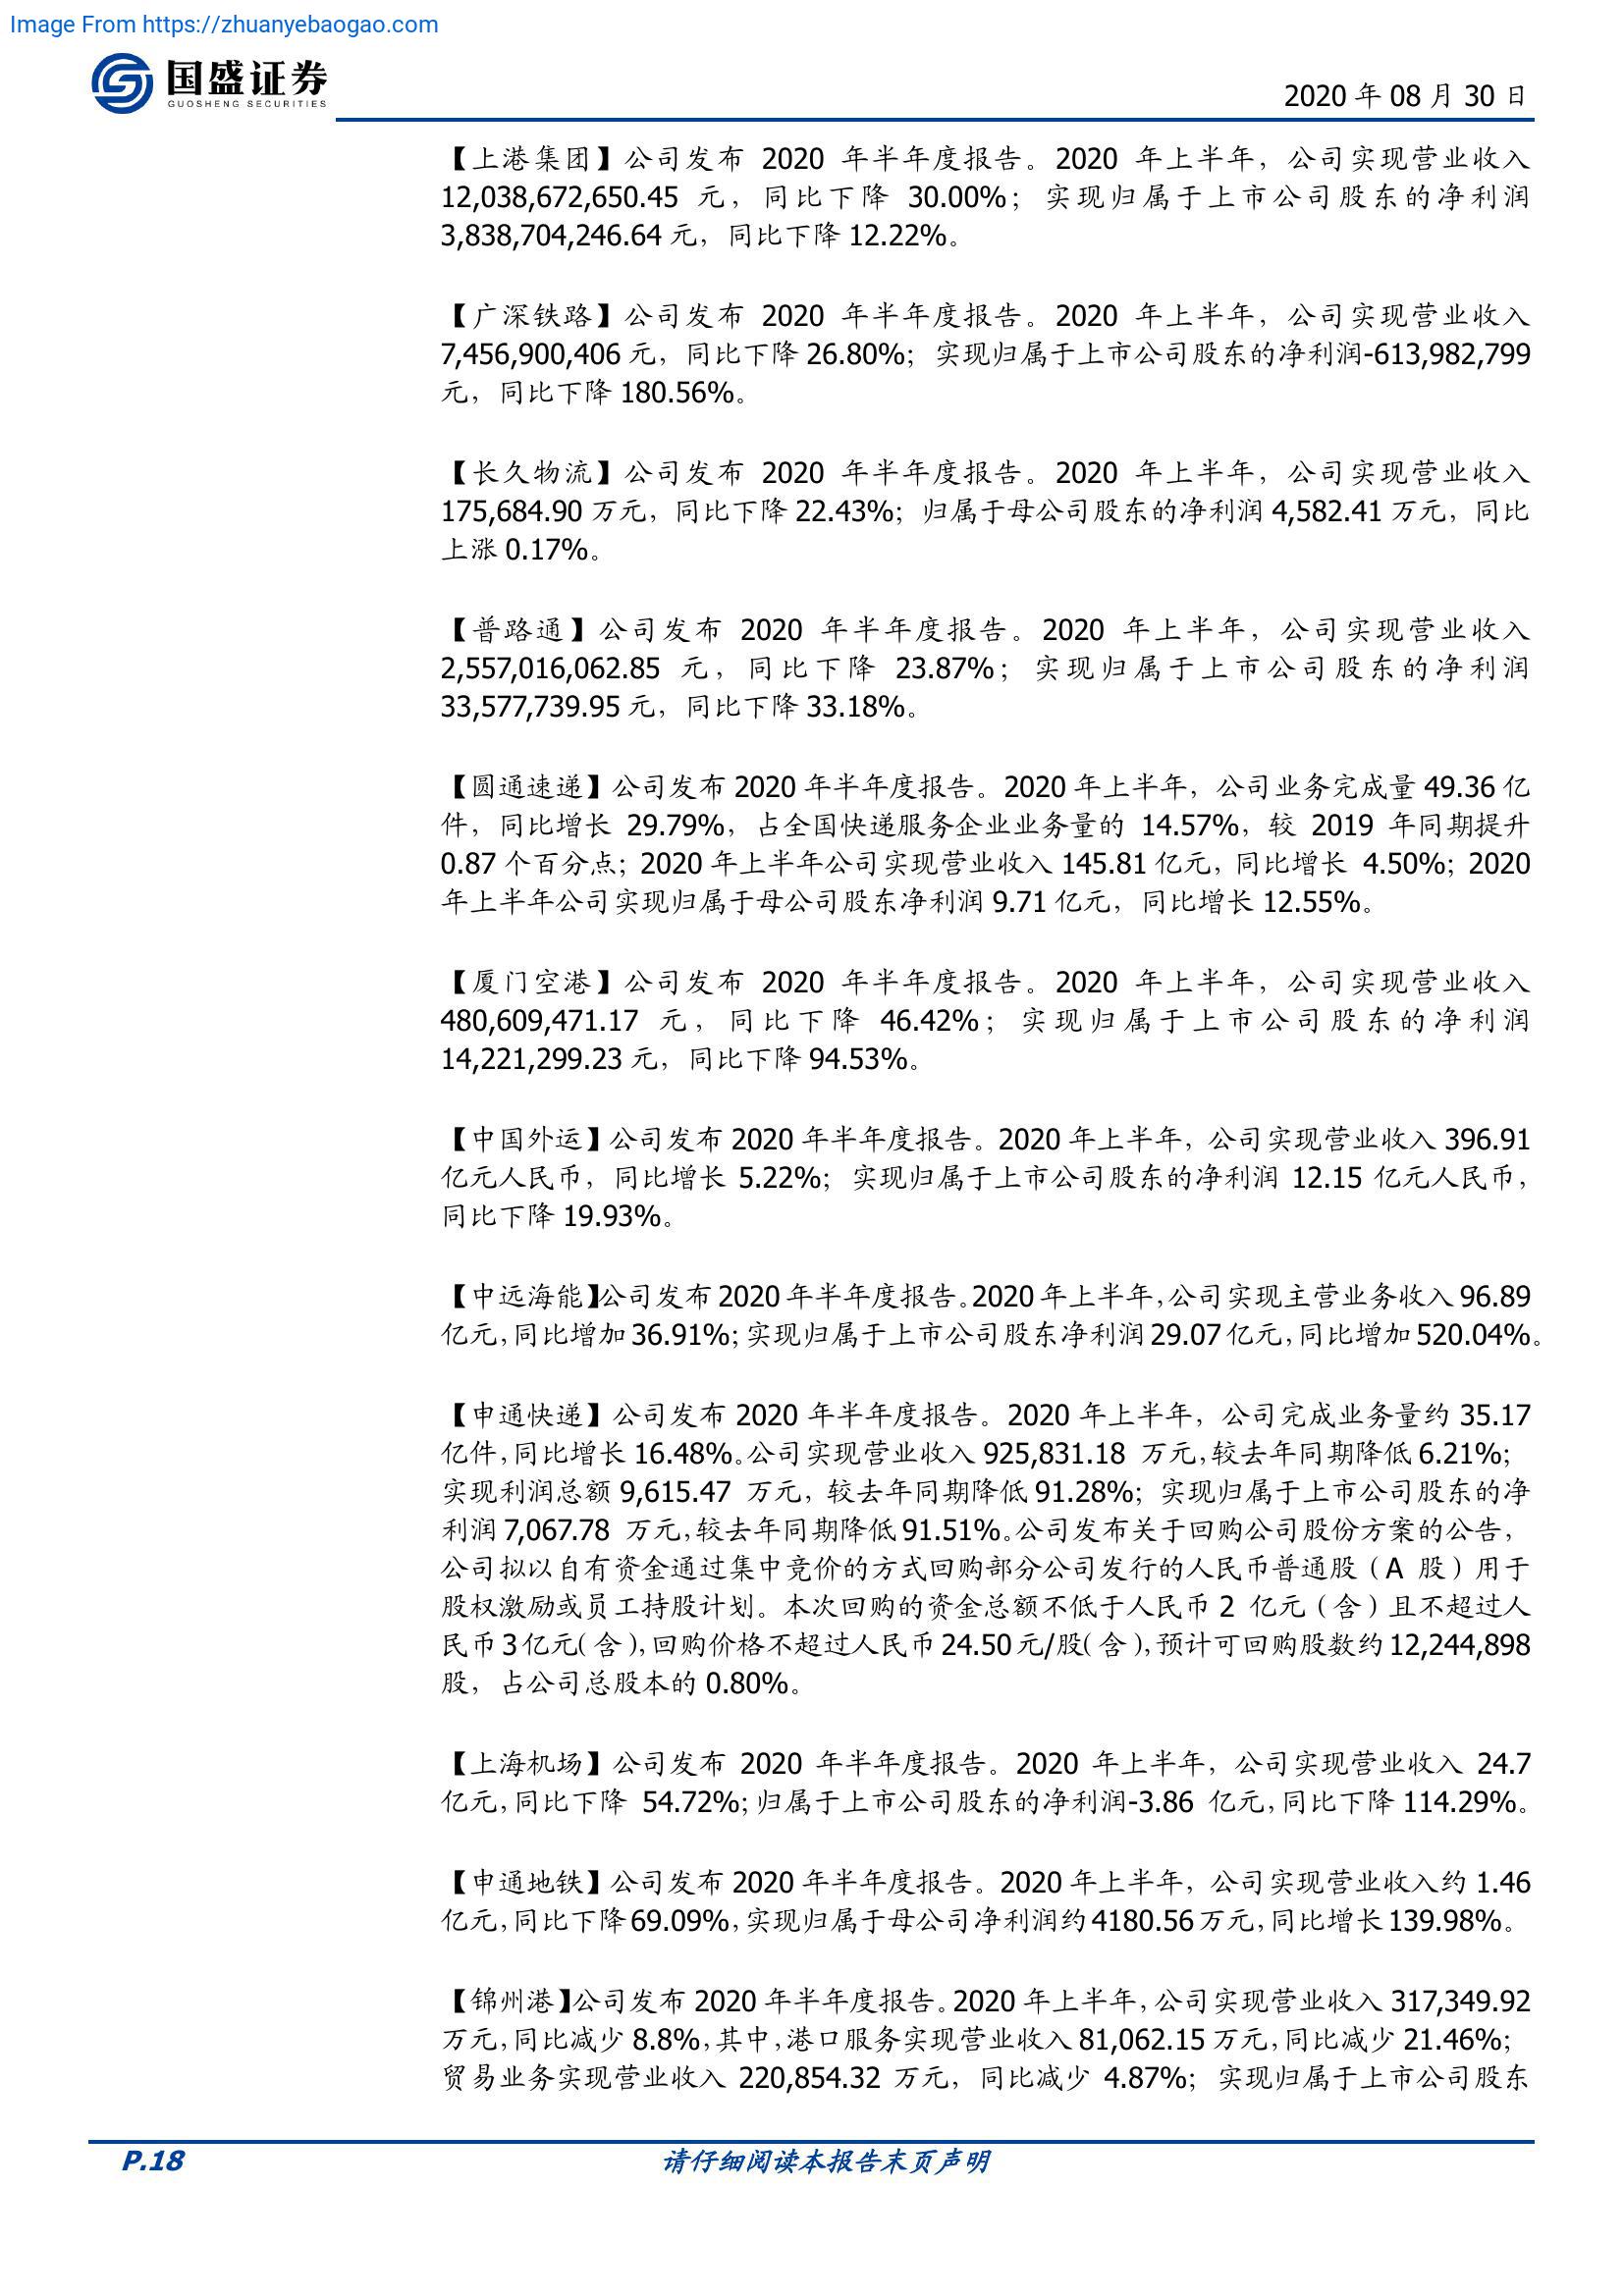 Image From https://zhuanyebaogao.com
国盛证券
GUOSHENG SECURITIES
2020 年 08 月 30 日
【上港集团】公司发布 2020 年半年度报告。2020 年上半年，公司实现营业收入
12,038,672,650.45 元，同比下降 30.00%；实现归属于上市公司股东的净利润
3,838,704,246.64 元，同比下降 12.22%。
【广深铁路】公司发布 2020 年半年度报告。2020 年上半年，公司实现营业收入
7,456,900,406 元，同比下降 26.80%；实现归属于上市公司股东的净利润-613,982,799
元，同比下降 180.56%。
【长久物流】公司发布 2020 年半年度报告。2020 年上半年，公司实现营业收入
175,684.90 万元，同比下降 22.43%；归属于母公司股东的净利润 4,582.41 万元，同比
上涨 0.17%。
【普路通】公司发布 2020 年半年度报告。2020 年上半年，公司实现营业收入
2,557,016,062.85 元，同比下降 23.87%；实现归属于上市公司股东的净利润
33,577,739.95 元，同比下降 33.18%。
【圆通速递】公司发布 2020 年半年度报告。2020 年上半年，公司业务完成量 49.36 亿
件，同比增长 29.79%，占全国快递服务企业业务量的 14.57%，较 2019 年同期提升
0.87 个百分点；2020 年上半年公司实现营业收入 145.81 亿元，同比增长 4.50%；2020
年上半年公司实现归属于母公司股东净利润 9.71 亿元，同比增长 12.55%。
【厦门空港】公司发布 2020 年半年度报告。2020 年上半年，公司实现营业收入
480,609,471.17 元，同比下降 46.42%；实现归属于上市公司股东的净利润
14,221,299.23 元，同比下降 94.53%。
【中国外运】公司发布 2020 年半年度报告。2020 年上半年，公司实现营业收入 396.91
亿元人民币，同比增长 5.22%；实现归属于上市公司股东的净利润 12.15 亿元人民币，
同比下降 19.93%。
【中远海能】公司发布 2020 年半年度报告。2020 年上半年，公司实现主营业务收入 96.89
亿元，同比增加 36.91%；实现归属于上市公司股东净利润 29.07 亿元，同比增加 520.04%。
【申通快递】公司发布 2020 年半年度报告。2020 年上半年，公司完成业务量约 35.17
亿件，同比增长 16.48%。公司实现营业收入 925,831.18 万元，较去年同期降低 6.21%；
实现利润总额 9,615.47 万元，较去年同期降低 91.28%；实现归属于上市公司股东的净
利润 7,067.78 万元，较去年同期降低 91.51%。公司发布关于回购公司股份方案的公告，
公司拟以自有资金通过集中竞价的方式回购部分公司发行的人民币普通股（A 股）用于
股权激励或员工持股计划。本次回购的资金总额不低于人民币 2 亿元（含）且不超过人
民币 3 亿元（含），回购价格不超过人民币 24.50 元/股（含），预计可回购股数约 12,244,898
股，占公司总股本的 0.80%。
【上海机场】公司发布 2020 年半年度报告。2020 年上半年，公司实现营业收入 24.7
亿元，同比下降 54.72%；归属于上市公司股东的净利润-3.86 亿元，同比下降 114.29%。
【申通地铁】公司发布 2020 年半年度报告。2020 年上半年，公司实现营业收入约 1.46
亿元，同比下降 69.09%，实现归属于母公司净利润约 4180.56 万元，同比增长 139.98%。
【锦州港】公司发布 2020 年半年度报告。2020 年上半年，公司实现营业收入 317,349.92
万元，同比减少 8.8%，其中，港口服务实现营业收入 81,062.15 万元，同比减少 21.46%；
贸易业务实现营业收入 220,854.32 万元，同比减少 4.87%；实现归属于上市公司股东
P.18
请仔细阅读本报告末页声明